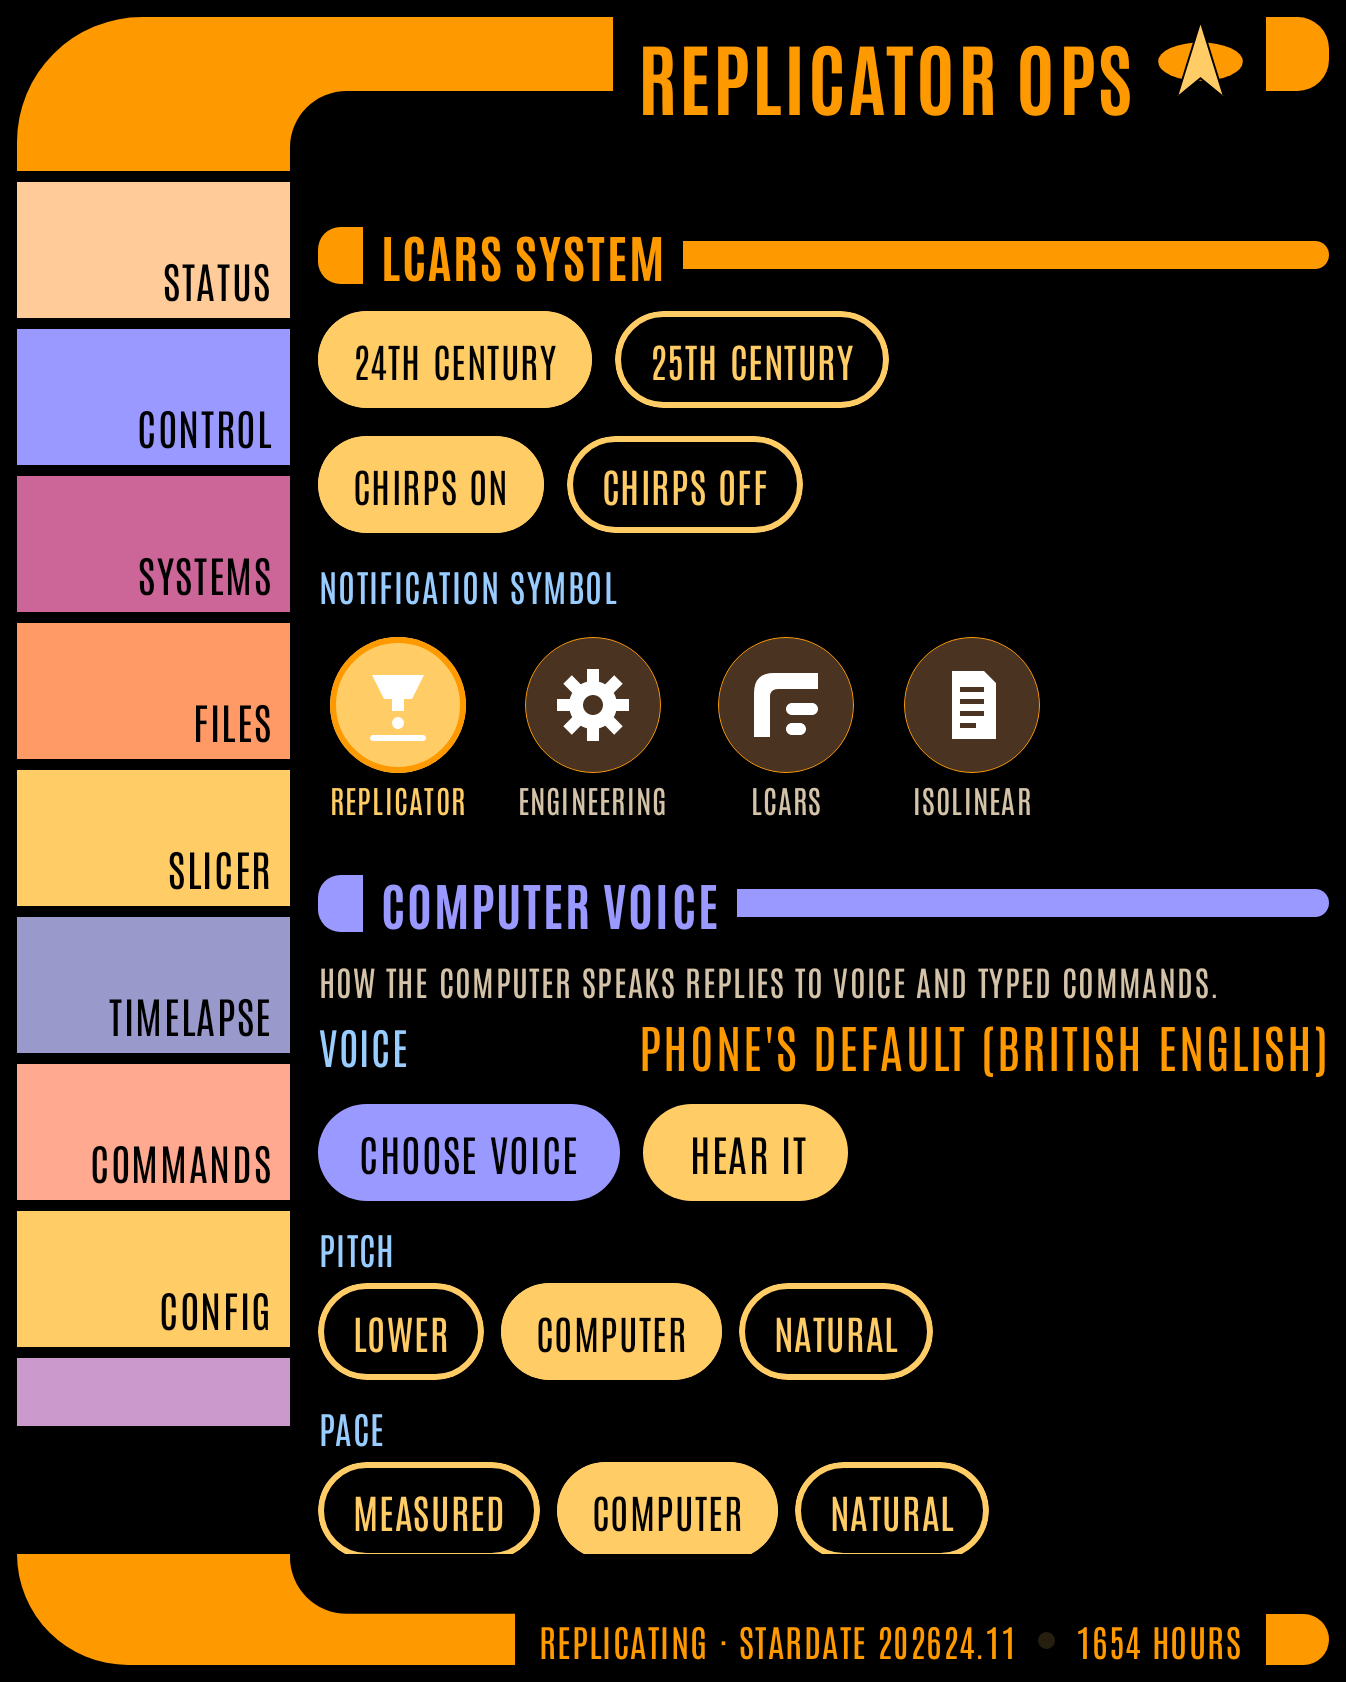 REPLICATOR OPS
STATUS
CONTROL
SYSTEMS
FILES
SLICER
TIMELAPSE
COMMANDS
CONFIG
LCARS SYSTEM
24TH CENTURY 25TH CENTURY
CHIRPS ON CHIRPS OFF
NOTIFICATION SYMBOL
REPLICATOR ENGINEERING LCARS ISOLINEAR
COMPUTER VOICE
HOW THE COMPUTER SPEAKS REPLIES TO VOICE AND TYPED COMMANDS.
VOICE PHONE'S DEFAULT (BRITISH ENGLISH)
CHOOSE VOICE HEAR IT
PITCH
LOWER COMPUTER NATURAL
PACE
MEASURED COMPUTER NATURAL
REPLICATING · STARDATE 202624.11 1654 HOURS